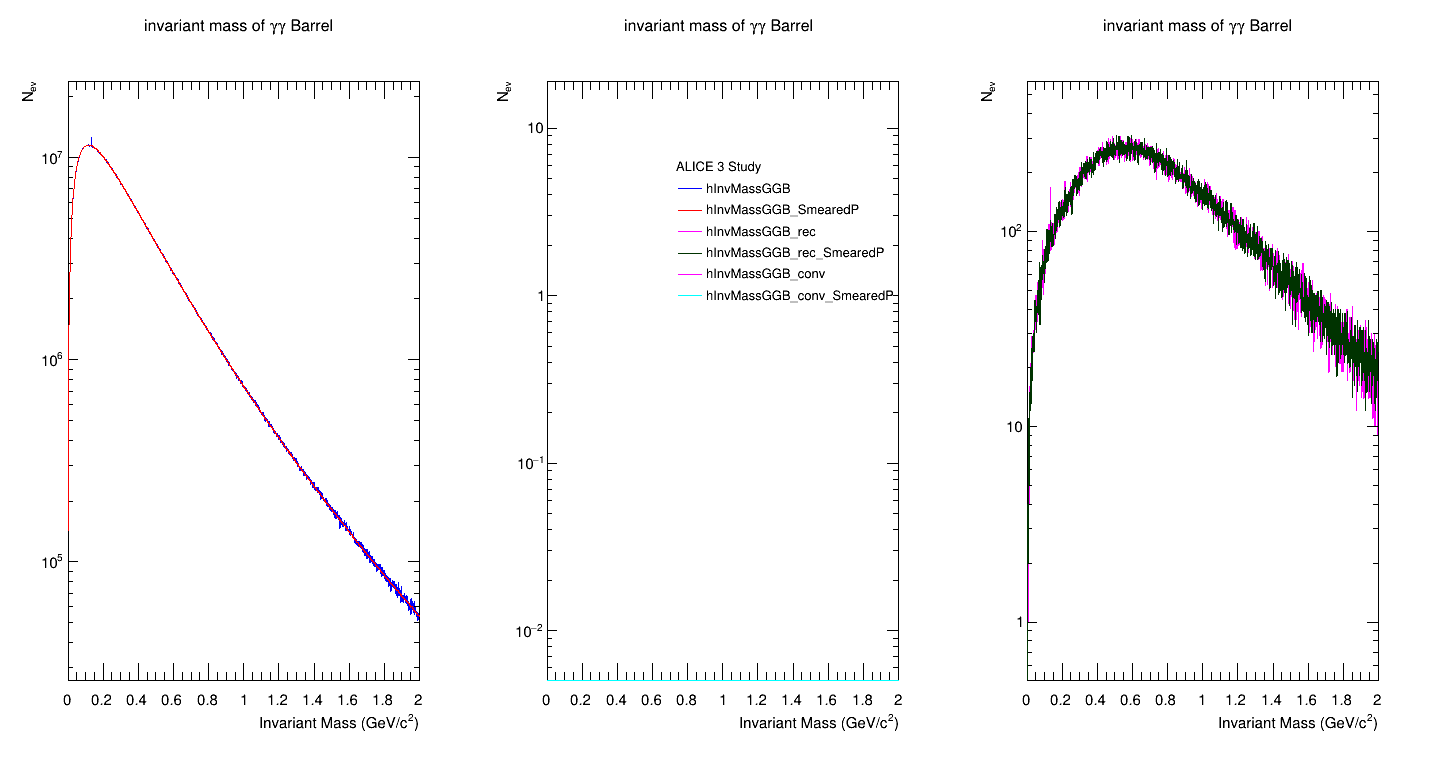 invariant mass of γγ Barrel
N_ev
10^7
10^6
10^5
0 0.2 0.4 0.6 0.8 1 1.2 1.4 1.6 1.8 2
Invariant Mass (GeV/c^2)
invariant mass of γγ Barrel
N_ev
10
1
10^−1
10^−2
ALICE 3 Study
hInvMassGGB
hInvMassGGB_SmearedP
hInvMassGGB_rec
hInvMassGGB_rec_SmearedP
hInvMassGGB_conv
hInvMassGGB_conv_SmearedP
0 0.2 0.4 0.6 0.8 1 1.2 1.4 1.6 1.8 2
Invariant Mass (GeV/c^2)
invariant mass of γγ Barrel
N_ev
10^2
10
1
0 0.2 0.4 0.6 0.8 1 1.2 1.4 1.6 1.8 2
Invariant Mass (GeV/c^2)